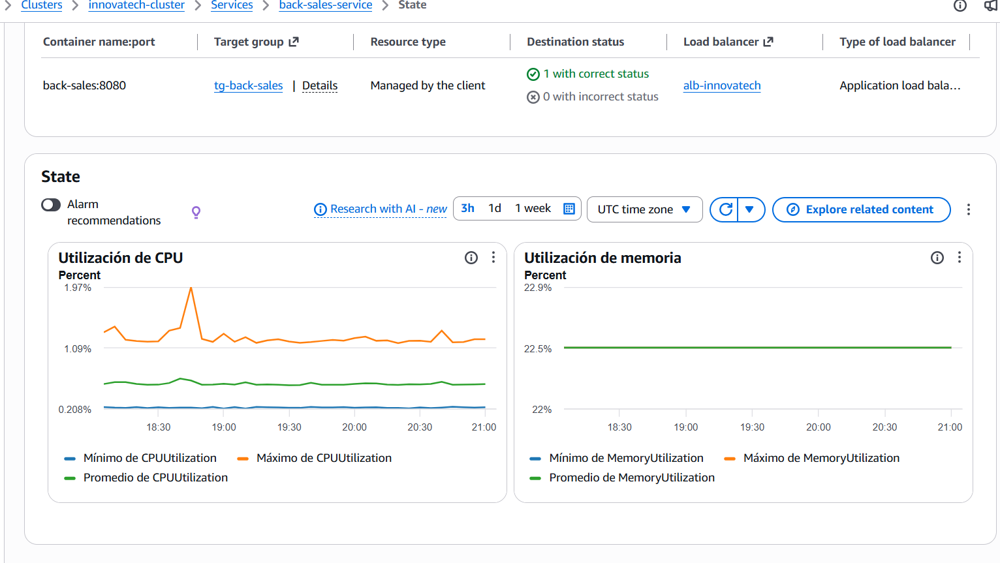 Clusters
innovatech-cluster
Services
back-sales-service
State
Container name:port
Target group
Resource type
Destination status
Load balancer
Type of load balancer
back-sales:8080
tg-back-sales | Details
Managed by the client
1 with correct status
0 with incorrect status
alb-innovatech
Application load bala...
State
Alarm
recommendations
Research with AI - new
3h 1d 1 week
UTC time zone
Explore related content
Utilización de CPU
Percent
1.97%
1.09%
0.208%
18:30 19:00 19:30 20:00 20:30 21:00
Mínimo de CPUUtilization
Máximo de CPUUtilization
Promedio de CPUUtilization
Utilización de memoria
Percent
22.9%
22.5%
22%
18:30 19:00 19:30 20:00 20:30 21:00
Mínimo de MemoryUtilization
Máximo de MemoryUtilization
Promedio de MemoryUtilization